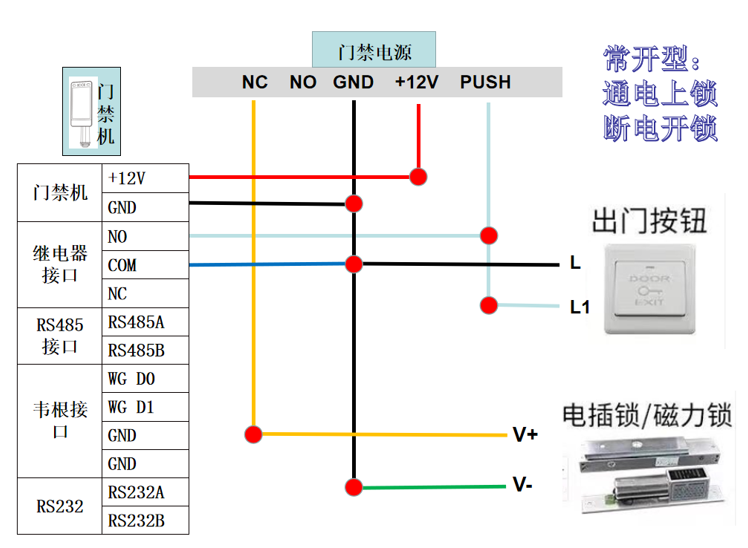 门禁电源
常开型：
通电上锁
断电开锁
门禁机
NC NO GND +12V PUSH
门禁机
+12V
GND
继电器接口
NO
COM
NC
RS485接口
RS485A
RS485B
韦根接口
WG D0
WG D1
GND
GND
RS232
RS232A
RS232B
出门按钮
L
L1
DOOR
EXIT
电插锁/磁力锁
V+
V-